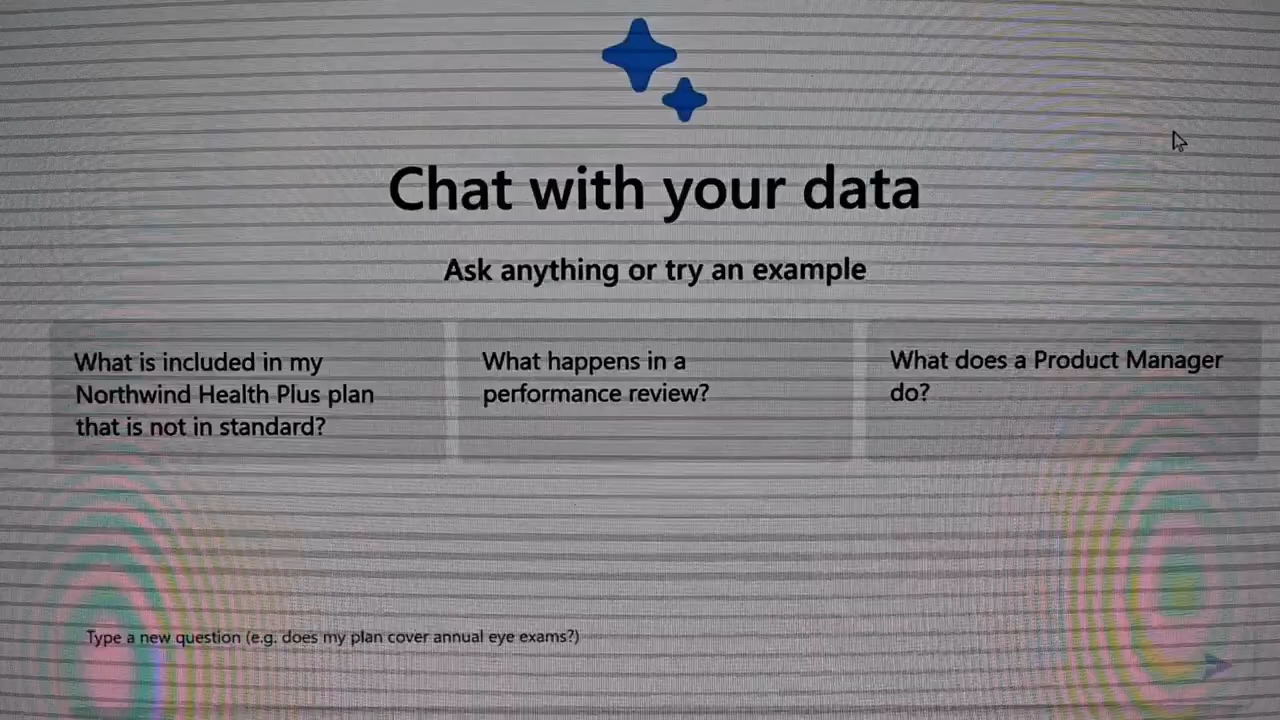 Chat with your data
Ask anything or try an example
What is included in my
Northwind Health Plus plan
that is not in standard?
What happens in a
performance review?
What does a Product Manager
do?
Type a new question (e.g. does my plan cover annual eye exams?)